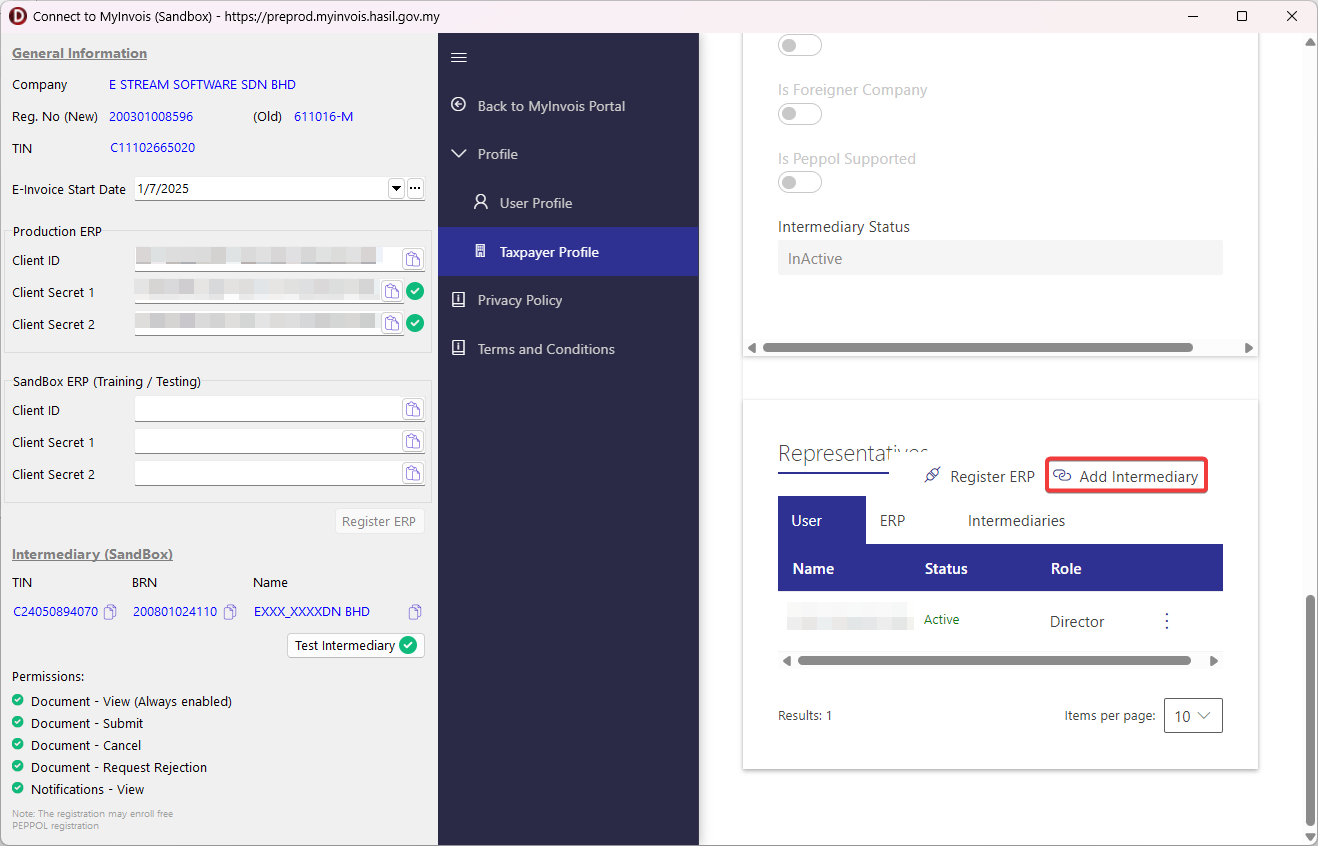 Connect to MyInvois (Sandbox) - https://preprod.myinvois.hasil.gov.my
General Information
Company E STREAM SOFTWARE SDN BHD
Reg. No (New) 200301008596 (Old) 611016-M
TIN C11102665020
E-Invoice Start Date 1/7/2025
Production ERP
Client ID
Client Secret 1
Client Secret 2
SandBox ERP (Training / Testing)
Client ID
Client Secret 1
Client Secret 2
Register ERP
Intermediary (SandBox)
TIN BRN Name
C24050894070 200801024110 EXXX_XXXXDN BHD
Test Intermediary
Permissions:
Document - View (Always enabled)
Document - Submit
Document - Cancel
Document - Request Rejection
Notifications - View
Note: The registration may enroll free
PEPPOL registration
Back to MyInvois Portal
Profile
User Profile
Taxpayer Profile
Privacy Policy
Terms and Conditions
Is Foreigner Company
Is Peppol Supported
Intermediary Status
InActive
Representatives
Register ERP Add Intermediary
User ERP Intermediaries
Name Status Role
Active Director
Results: 1 Items per page: 10